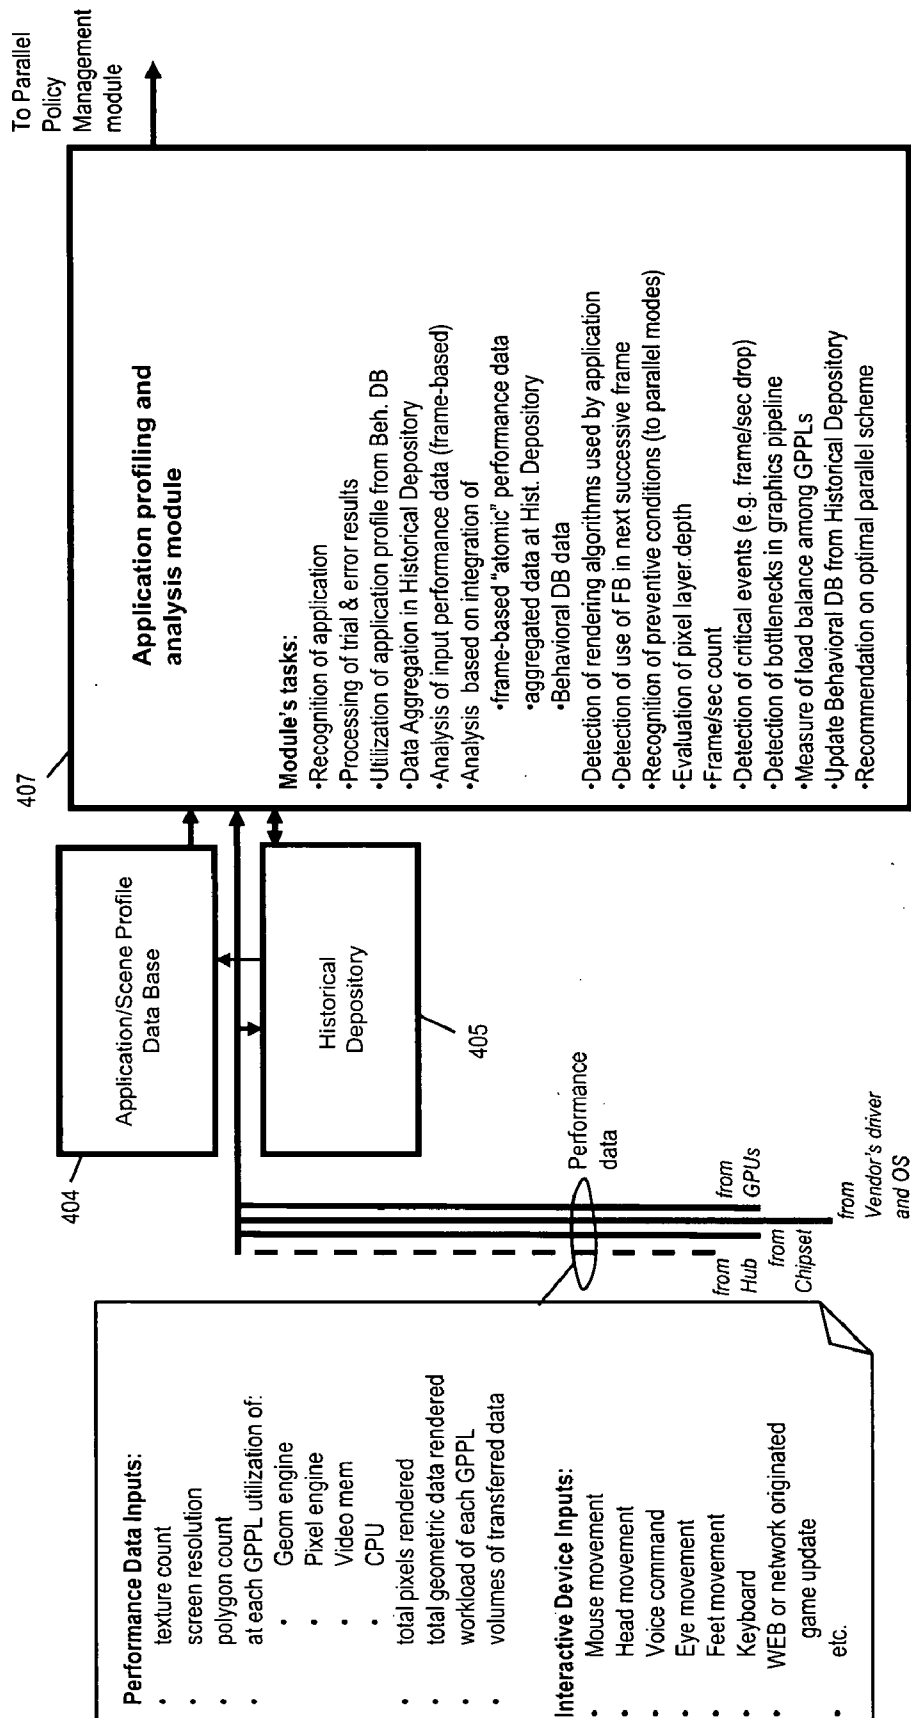 Performance Data Inputs:
• texture count
• screen resolution
• polygon count
• at each GPPL utilization of:
• Geom engine
• Pixel engine
• Video mem
• CPU
• total pixels rendered
• total geometric data rendered
• workload of each GPPL
• volumes of transferred data
Interactive Device Inputs:
• Mouse movement
• Head movement
• Voice command
• Eye movement
• Feet movement
• Keyboard
• WEB or network originated
game update
• etc.
404
Application/Scene Profile
Data Base
Historical
Depository
405
Performance
data
from
Hub
from
Chipset
from
GPUs
from
Vendor's driver
and OS
407
Application profiling and
analysis module
Module's tasks:
•Recognition of application
•Processing of trial & error results
•Utilization of application profile from Beh. DB
•Data Aggregation in Historical Depository
•Analysis of input performance data (frame-based)
•Analysis based on integration of
•frame-based "atomic" performance data
•aggregated data at Hist. Depository
•Behavioral DB data
•Detection of rendering algorithms used by application
•Detection of use of FB in next successive frame
•Recognition of preventive conditions (to parallel modes)
•Evaluation of pixel layer depth
•Frame/sec count
•Detection of critical events (e.g. frame/sec drop)
•Detection of bottlenecks in graphics pipeline
•Measure of load balance among GPPLs
•Update Behavioral DB from Historical Depository
•Recommendation on optimal parallel scheme
To Parallel
Policy
Management
module